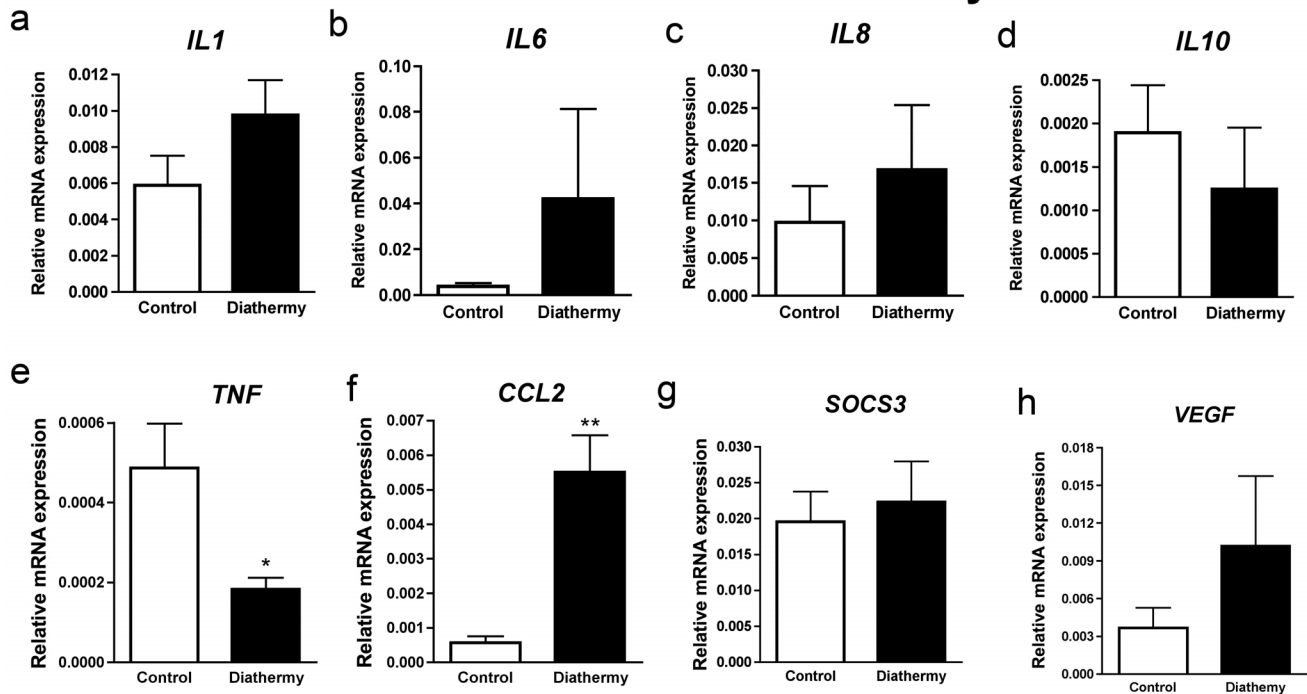 a
IL1
Relative mRNA expression
0.012
0.010
0.008
0.006
0.004
0.002
0.000
Control
Diathermy
b
IL6
Relative mRNA expression
0.10
0.08
0.06
0.04
0.02
0.00
Control
Diathermy
c
IL8
Relative mRNA expression
0.030
0.025
0.020
0.015
0.010
0.005
0.000
Control
Diathermy
d
IL10
Relative mRNA expression
0.0025
0.0020
0.0015
0.0010
0.0005
0.0000
Control
Diathermy
e
TNF
Relative mRNA expression
0.0006
0.0004
0.0002
0.0000
*
Control
Diathermy
f
CCL2
Relative mRNA expression
0.007
0.006
0.005
0.004
0.003
0.002
0.001
0.000
**
Control
Diathermy
g
SOCS3
Relative mRNA expression
0.030
0.025
0.020
0.015
0.010
0.005
0.000
Control
Diathermy
h
VEGF
Relative mRNA expression
0.018
0.015
0.012
0.009
0.006
0.003
0.000
Control
Diathemy